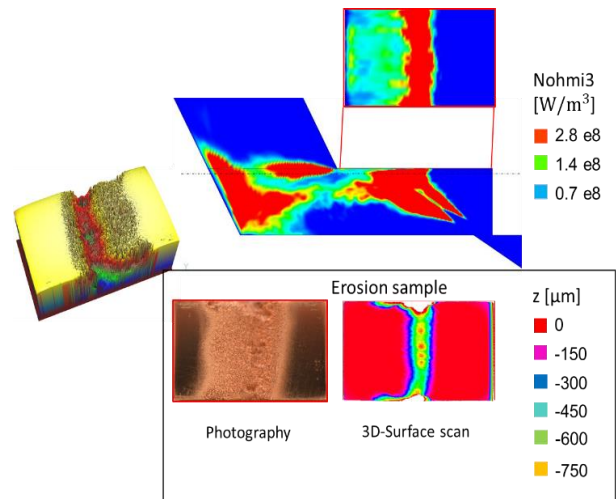 Nohmi3
[W/m³]
2.8 e8
1.4 e8
0.7 e8
Erosion sample
z [µm]
0
-150
-300
-450
-600
-750
Photography
3D-Surface scan